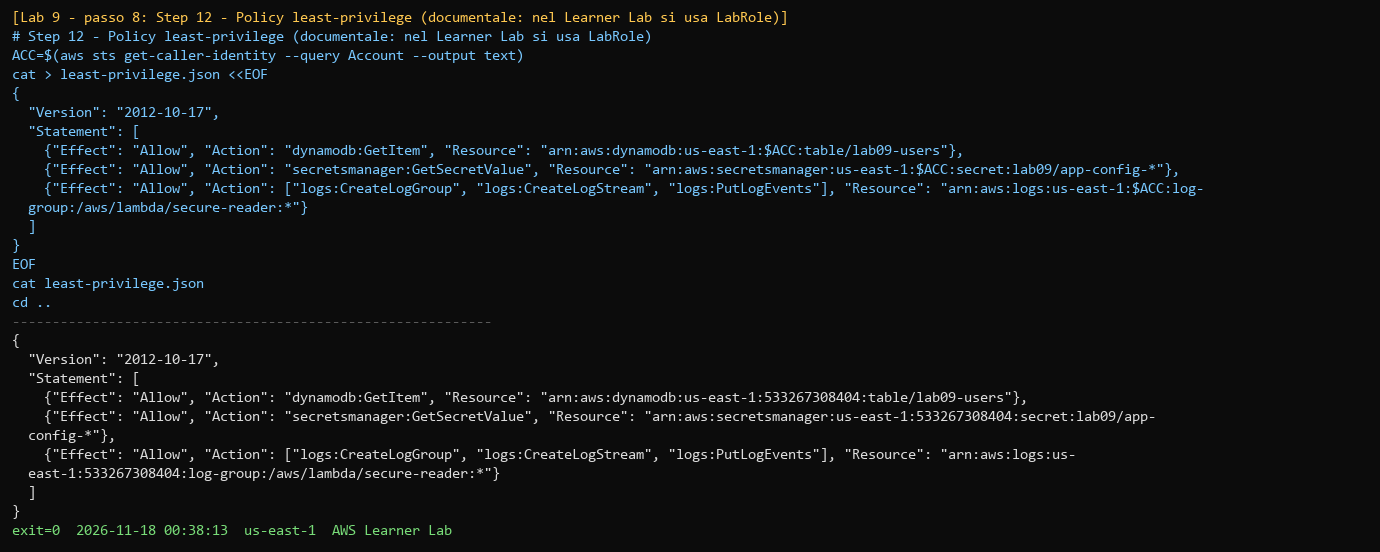 [Lab 9 - passo 8: Step 12 - Policy least-privilege (documentale: nel Learner Lab si usa LabRole)]
# Step 12 - Policy least-privilege (documentale: nel Learner Lab si usa LabRole)
ACC=$(aws sts get-caller-identity --query Account --output text)
cat > least-privilege.json <<EOF
{
  "Version": "2012-10-17",
  "Statement": [
    {"Effect": "Allow", "Action": "dynamodb:GetItem", "Resource": "arn:aws:dynamodb:us-east-1:$ACC:table/lab09-users"},
    {"Effect": "Allow", "Action": "secretsmanager:GetSecretValue", "Resource": "arn:aws:secretsmanager:us-east-1:$ACC:secret:lab09/app-config-*"},
    {"Effect": "Allow", "Action": ["logs:CreateLogGroup", "logs:CreateLogStream", "logs:PutLogEvents"], "Resource": "arn:aws:logs:us-east-1:$ACC:log-
  group:/aws/lambda/secure-reader:*"}
  ]
}
EOF
cat least-privilege.json
cd ..
------------------------------------------------------------
{
  "Version": "2012-10-17",
  "Statement": [
    {"Effect": "Allow", "Action": "dynamodb:GetItem", "Resource": "arn:aws:dynamodb:us-east-1:533267308404:table/lab09-users"},
    {"Effect": "Allow", "Action": "secretsmanager:GetSecretValue", "Resource": "arn:aws:secretsmanager:us-east-1:533267308404:secret:lab09/app-
  config-*"},
    {"Effect": "Allow", "Action": ["logs:CreateLogGroup", "logs:CreateLogStream", "logs:PutLogEvents"], "Resource": "arn:aws:logs:us-
  east-1:533267308404:log-group:/aws/lambda/secure-reader:*"}
  ]
}
exit=0  2026-11-18 00:38:13  us-east-1  AWS Learner Lab